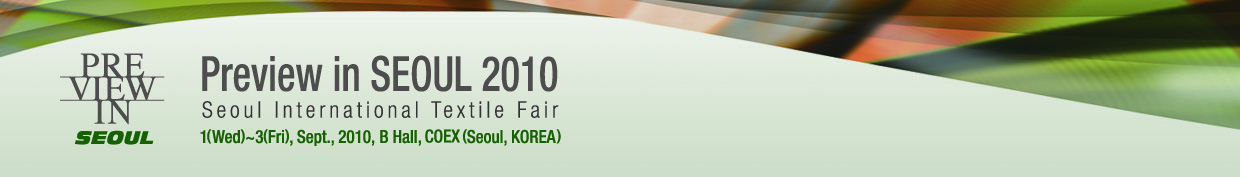 PRE
VIEW
IN
SEOUL
Preview in SEOUL 2010
Seoul International Textile Fair
1(Wed)~3(Fri), Sept., 2010, B Hall, COEX (Seoul, KOREA)